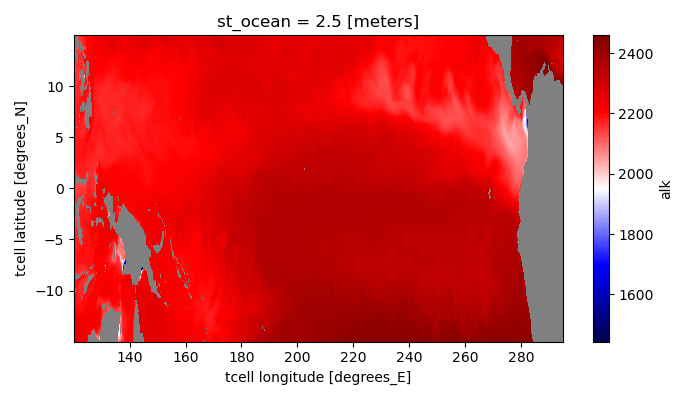 st_ocean = 2.5 [meters]
10
5
0
−5
−10
tcell latitude [degrees_N]
140 160 180 200 220 240 260 280
tcell longitude [degrees_E]
2400
2200
2000
1800
1600
alk